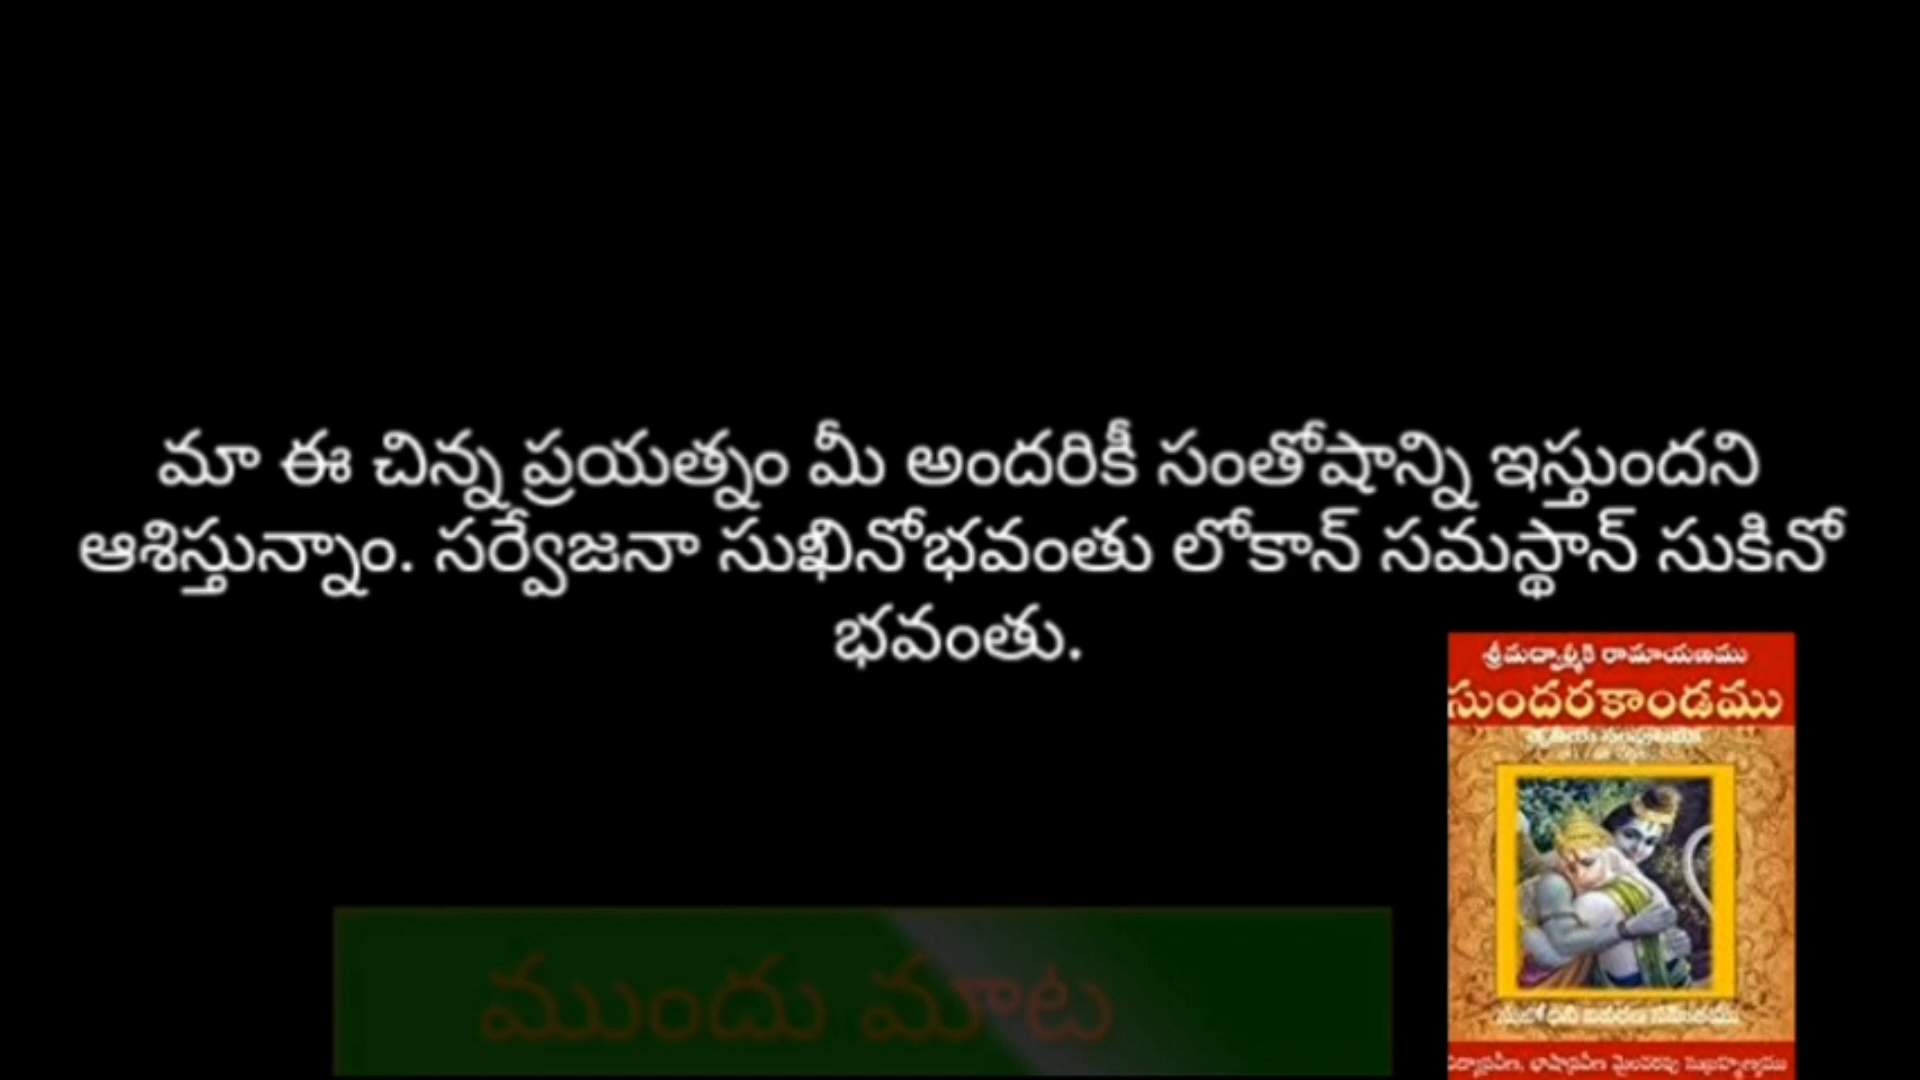 మా ఈ చిన్న ప్రయత్నం మీ అందరికీ సంతోషాన్ని ఇస్తుందని
ఆశిస్తున్నాం. సర్వేజనా సుఖినోభవంతు లోకాన్ సమస్థాన్ సుకినో
భవంతు.
శ్రీమద్వాల్మీకి రామాయణము
సుందరకాండము
ముందు మాట